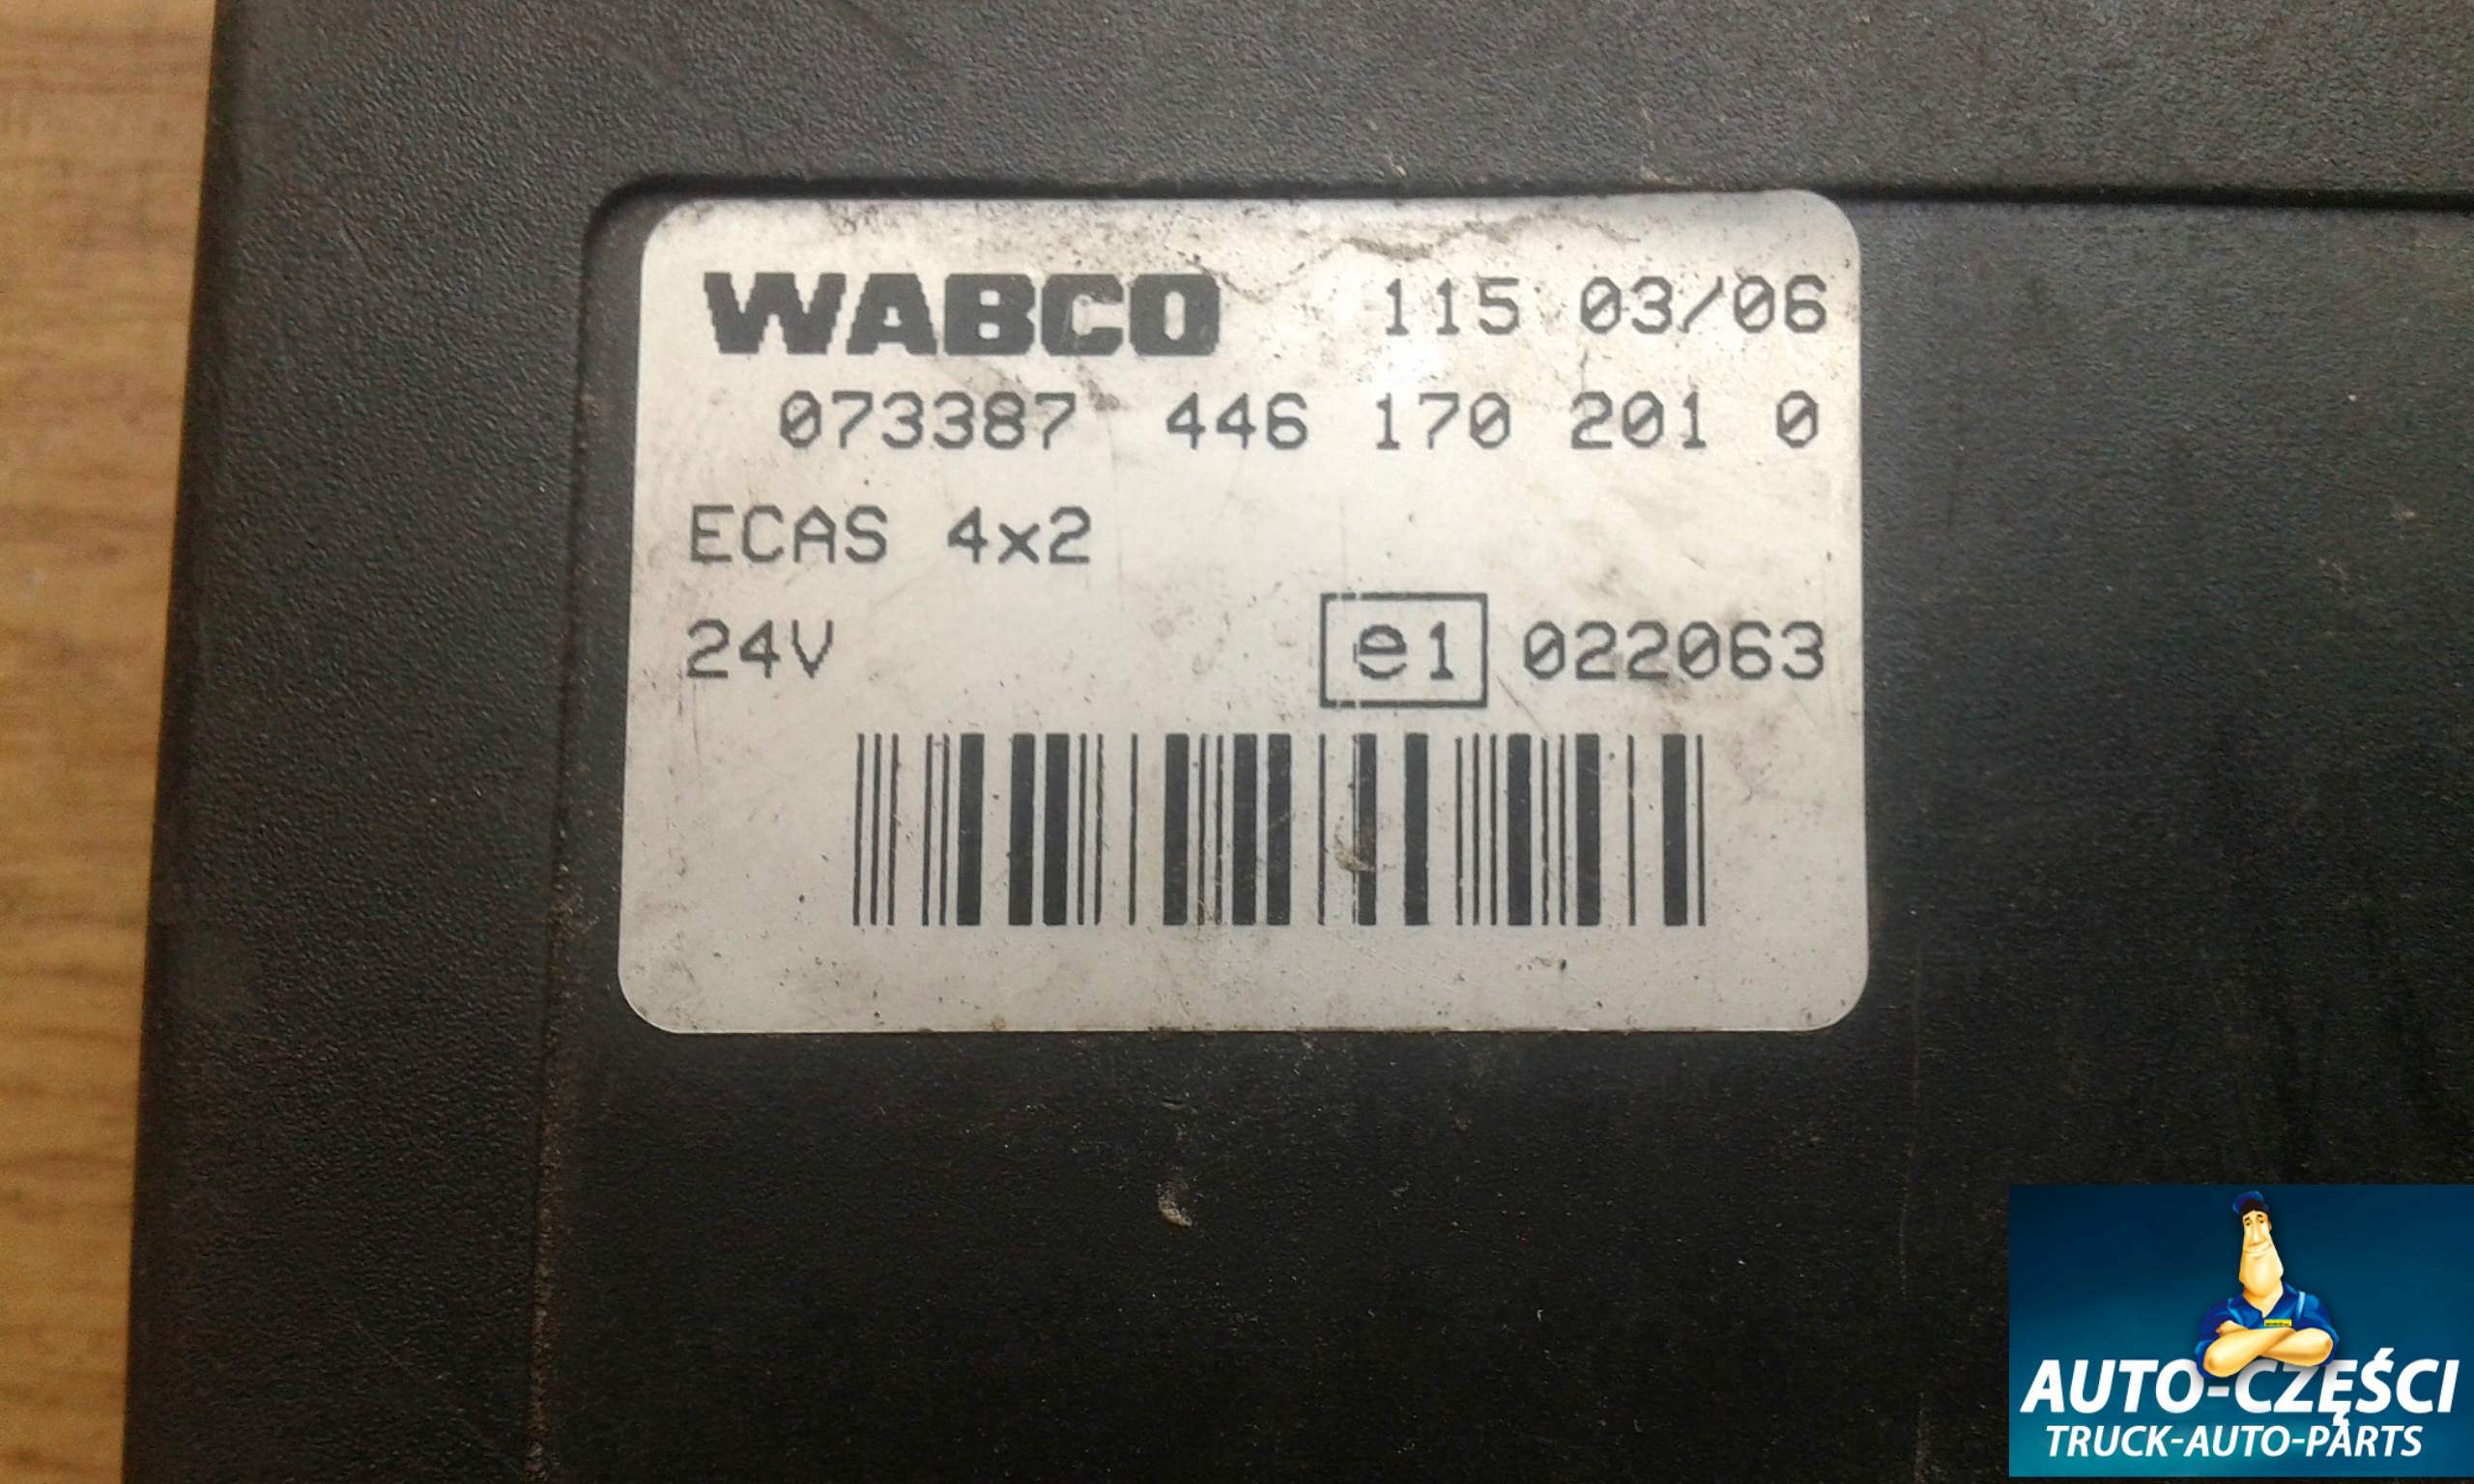 WABCO 115 03/06
073387 446 170 201 0
ECAS 4x2
24V e1 022063
AUTO-CZĘŚCI
TRUCK-AUTO-PARTS